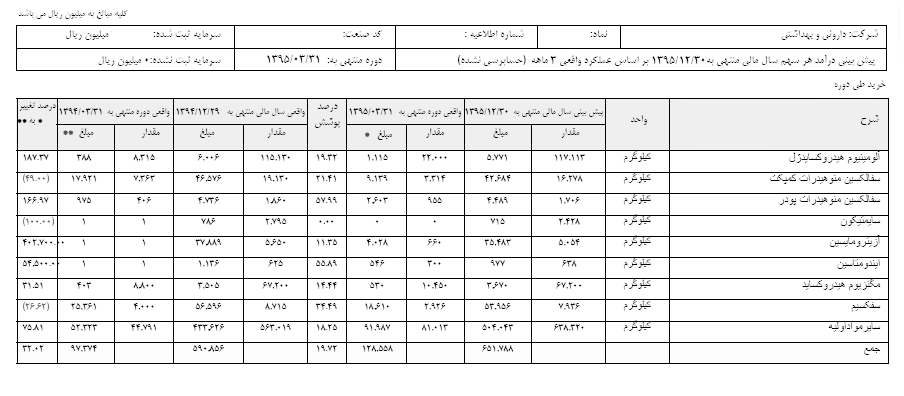 کلیه مبالغ به میلیون ریال می باشد
شرکت: داروئی و بهداشتی نماد: شماره اطلاعیه : کد صنعت: سرمایه ثبت شده: میلیون ریال
پیش بینی درآمد هر سهم سال مالی منتهی به ۱۳۹۵/۱۲/۳۰ بر اساس عملکرد واقعی ۳ ماهه (حسابرسی نشده) دوره منتهی به: ۱۳۹۵/۰۳/۳۱ سرمایه ثبت نشده: ۰ میلیون ریال
خرید طی دوره
شرح واحد پیش بینی سال مالی منتهی به ۱۳۹۵/۱۲/۳۰ واقعی دوره منتهی به ۱۳۹۵/۰۳/۳۱ درصد پوشش واقعی سال مالی منتهی به ۱۳۹۴/۱۲/۲۹ واقعی دوره منتهی به ۱۳۹۴/۰۳/۳۱ درصد تغییر * به **
مقدار مبلغ مقدار مبلغ * مقدار مبلغ مقدار مبلغ **
آلومینیوم هیدروکسایدژل کیلوگرم ۱۱۷.۱۱۳ ۵.۷۷۱ ۲۲.۰۰۰ ۱.۱۱۵ ۱۹.۳۲ ۱۱۵.۱۳۰ ۶.۰۰۶ ۸.۳۱۵ ۳۸۸ ۱۸۷.۳۷
سفالکسین منوهیدرات کمپکت کیلوگرم ۱۶.۲۷۸ ۴۲.۶۸۴ ۳.۳۱۴ ۹.۱۳۹ ۲۱.۴۱ ۱۹.۱۳۰ ۴۶.۵۷۶ ۷.۳۶۳ ۱۷.۹۲۱ (۴۹.۰۰)
سفالکسین منوهیدرات پودر کیلوگرم ۱.۷۰۶ ۴.۴۸۹ ۹۵۵ ۲.۶۰۳ ۵۷.۹۹ ۱.۸۶۰ ۴.۷۳۶ ۴۰۶ ۹۷۵ ۱۶۶.۹۷
سایمتیکون کیلوگرم ۲.۴۲۸ ۷۱۵ ۰ ۰ ۰.۰۰ ۲.۷۹۵ ۷۸۶ ۱ ۱ (۱۰۰.۰۰)
آزیترومایسین کیلوگرم ۵.۰۵۴ ۳۵.۴۸۳ ۶۶۰ ۴.۰۲۸ ۱۱.۳۵ ۵.۶۵۰ ۳۷.۸۸۹ ۱ ۱ ۴۰۲.۷۰۰.۰۰
ایندومتاسین کیلوگرم ۶۳۸ ۹۷۷ ۳۰۰ ۵۴۶ ۵۵.۸۹ ۶۲۵ ۱.۱۳۶ ۱ ۱ ۵۴.۵۰۰.۰۰
مگنزیوم هیدروکساید کیلوگرم ۶۷.۲۰۰ ۳.۶۷۰ ۱۰.۴۵۰ ۵۳۰ ۱۴.۴۴ ۶۷.۲۰۰ ۳.۵۰۵ ۸.۸۰۰ ۴۰۳ ۳۱.۵۱
سفکسیم کیلوگرم ۷.۹۳۶ ۵۳.۹۵۶ ۲.۹۲۶ ۱۸.۶۱۰ ۳۴.۴۹ ۸.۷۱۵ ۵۶.۵۹۶ ۴.۰۰۰ ۲۵.۳۶۱ (۲۶.۶۲)
سایرمواداولیه کیلوگرم ۶۳۸.۳۲۰ ۵۰۴.۰۴۳ ۸۱.۰۱۳ ۹۱.۹۸۷ ۱۸.۲۵ ۵۶۳.۰۱۹ ۴۳۳.۶۲۶ ۴۴.۷۹۱ ۵۲.۳۲۳ ۷۵.۸۱
جمع ۶۵۱.۷۸۸ ۱۲۸.۵۵۸ ۱۹.۷۲ ۵۹۰.۸۵۶ ۹۷.۳۷۴ ۳۲.۰۲